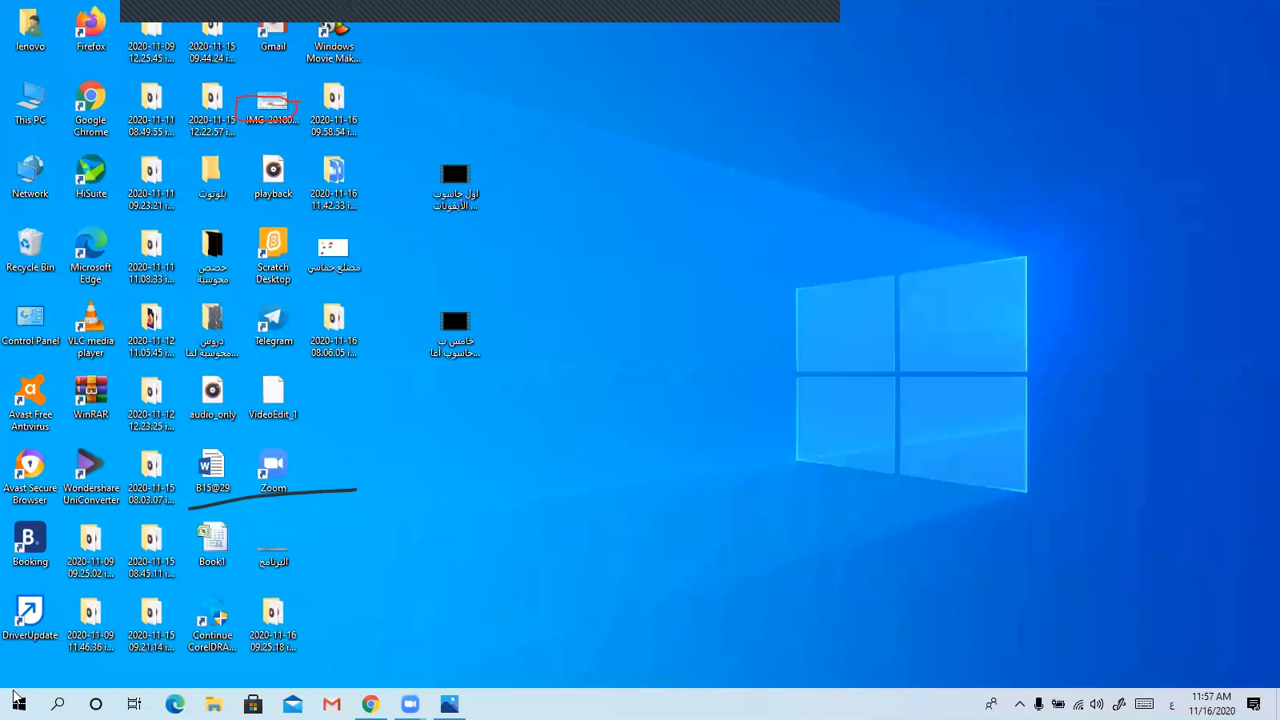 lenovo
Firefox
2020-11-09
12.25.45 i...
2020-11-15
09.44.24 i...
Gmail
Windows
Movie Mak...
This PC
Google
Chrome
2020-11-11
08.49.55 i...
2020-11-15
12.22.57 i...
IMG 20180...
2020-11-16
09.58.54 i...
Network
HiSuite
2020-11-11
09.23.21 i...
بلوتوث
playback
2020-11-16
11.42.33 i...
اول حاسوب
الأيقونات ...
Recycle Bin
Microsoft
Edge
2020-11-11
11.08.33 i...
حصص
محوسبة
Scratch
Desktop
مضلع خماسي
Control Panel
VLC media
player
2020-11-12
11.05.45 i...
دروس
محوسبة لما...
Telegram
2020-11-16
08.06.05 i...
خامس ب
حاسوب أغا...
Avast Free
Antivirus
WinRAR
2020-11-12
12.23.25 i...
audio_only
VideoEdit_1
Avast Secure
Browser
Wondershare
UniConverter
2020-11-15
08.03.07 i...
B15@29
Zoom
Booking
2020-11-09
09.25.02 i...
2020-11-15
08.45.11 i...
Book1
البرنامج
DriverUpdate
2020-11-09
11.46.36 i...
2020-11-15
09.21.14 i...
Continue
CorelDRA...
2020-11-16
09.25.18 i...
ع
11:57 AM
11/16/2020